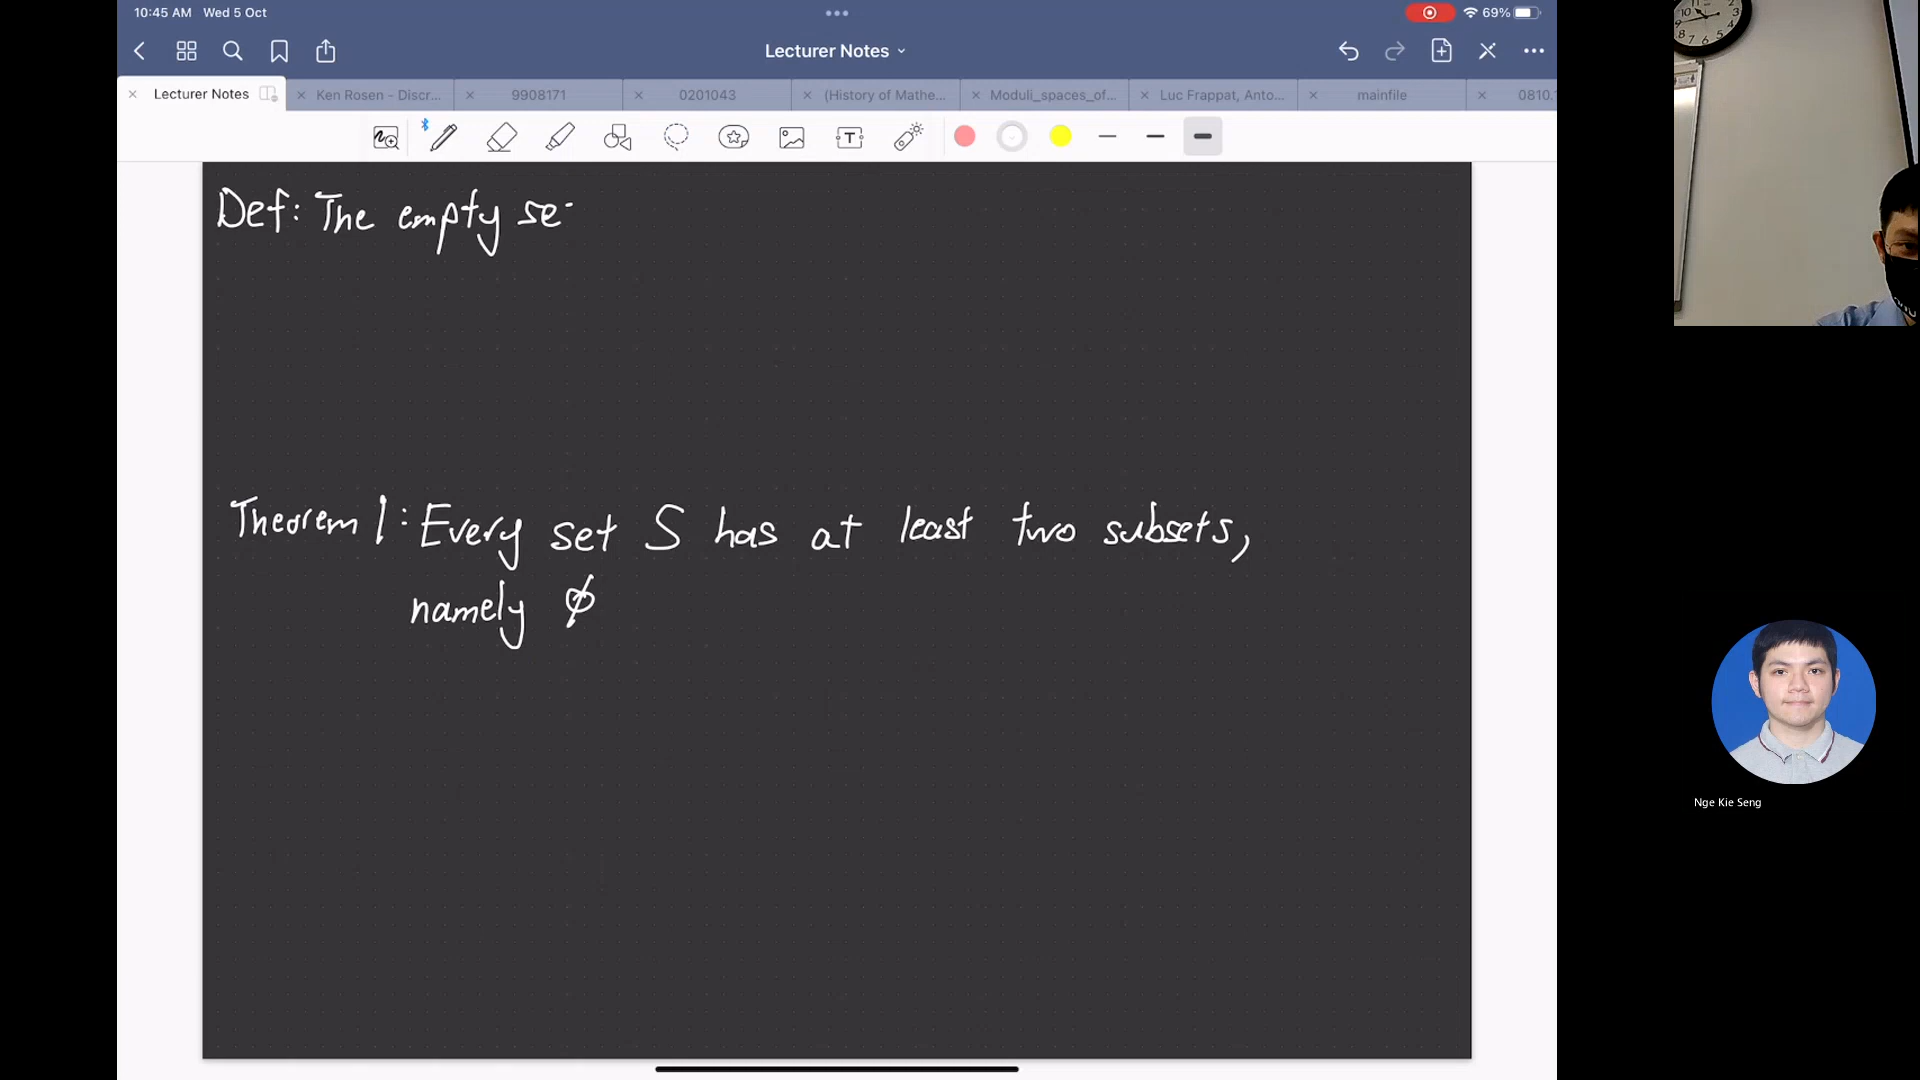 10:45 AM Wed 5 Oct
69%
Lecturer Notes
Lecturer Notes
Ken Rosen - Discr...
9908171
0201043
(History of Mathe...
Moduli_spaces_of...
Luc Frappat, Anto...
mainfile
0810.
T
Def: The empty se
Theorem 1: Every set S has at least two subsets,
namely ∅
Nge Kie Seng